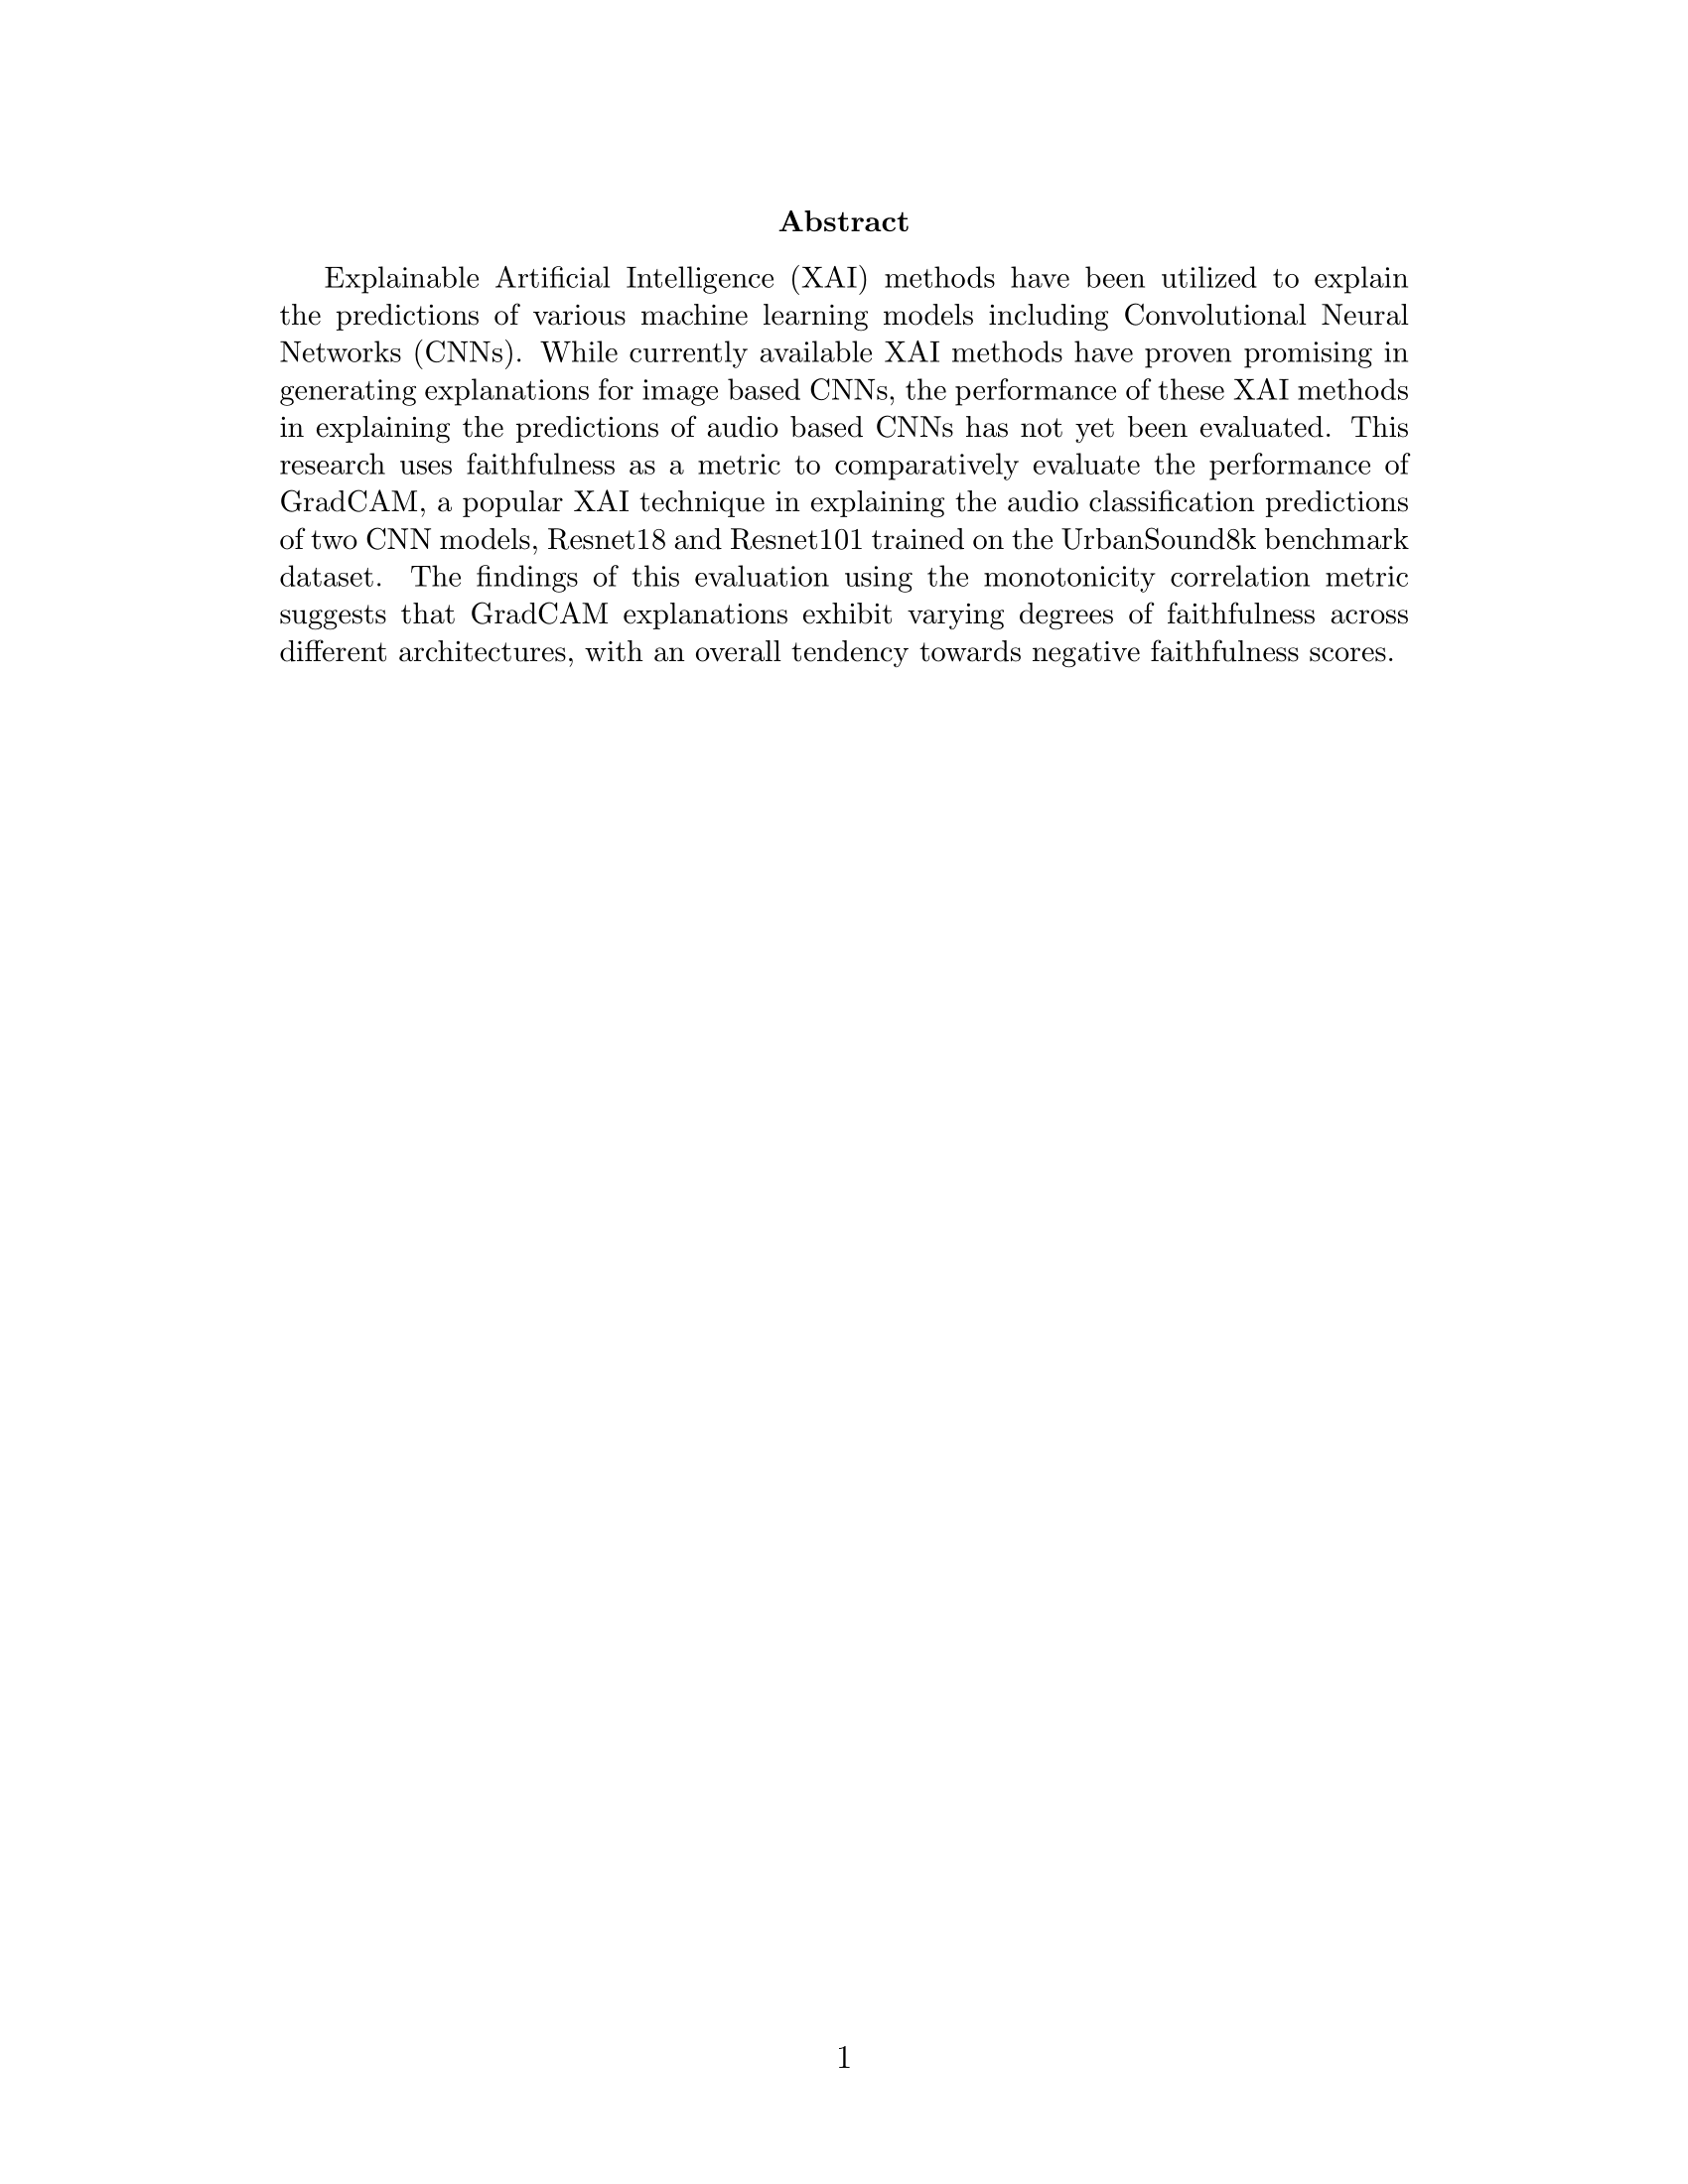 Abstract
Explainable Artificial Intelligence (XAI) methods have been utilized to explain
the predictions of various machine learning models including Convolutional Neural
Networks (CNNs). While currently available XAI methods have proven promising in
generating explanations for image based CNNs, the performance of these XAI methods
in explaining the predictions of audio based CNNs has not yet been evaluated. This
research uses faithfulness as a metric to comparatively evaluate the performance of
GradCAM, a popular XAI technique in explaining the audio classification predictions
of two CNN models, Resnet18 and Resnet101 trained on the UrbanSound8k benchmark
dataset. The findings of this evaluation using the monotonicity correlation metric
suggests that GradCAM explanations exhibit varying degrees of faithfulness across
different architectures, with an overall tendency towards negative faithfulness scores.
1